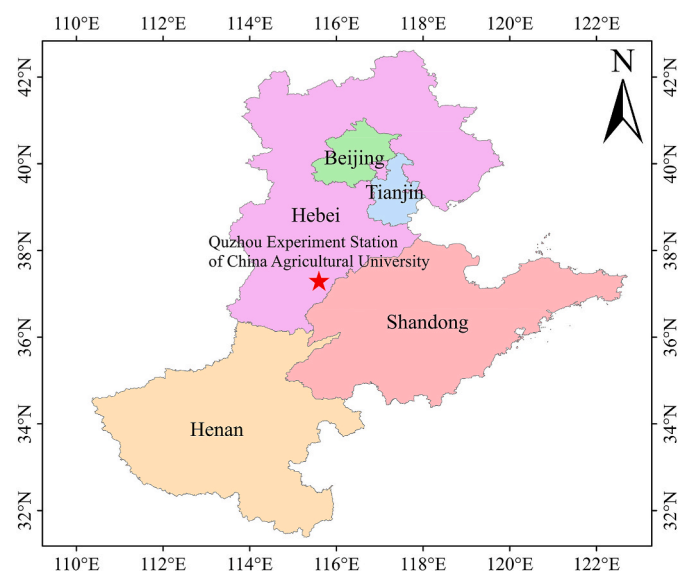 110°E 112°E 114°E 116°E 118°E 120°E 122°E
N
42°N 42°N
40°N 40°N
Beijing
Tianjin
Hebei
38°N 38°N
Quzhou Experiment Station
of China Agricultural University
36°N 36°N
Shandong
34°N 34°N
Henan
32°N 32°N
110°E 112°E 114°E 116°E 118°E 120°E 122°E